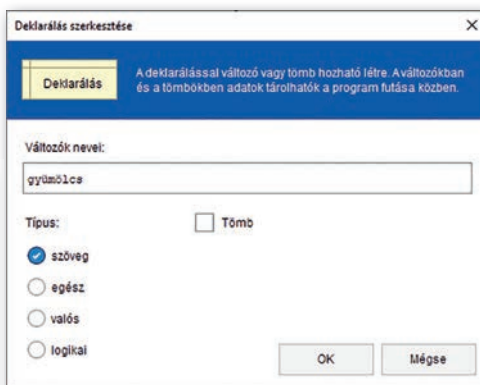 Deklarálás szerkesztése
Deklarálás
A deklarálással változó vagy tömb hozható létre. A változókban
és a tömbökben adatok tárolhatók a program futása közben.
Változók nevei:
gyümölcs
Típus:
Tömb
szöveg
egész
valós
logikai
OK
Mégse